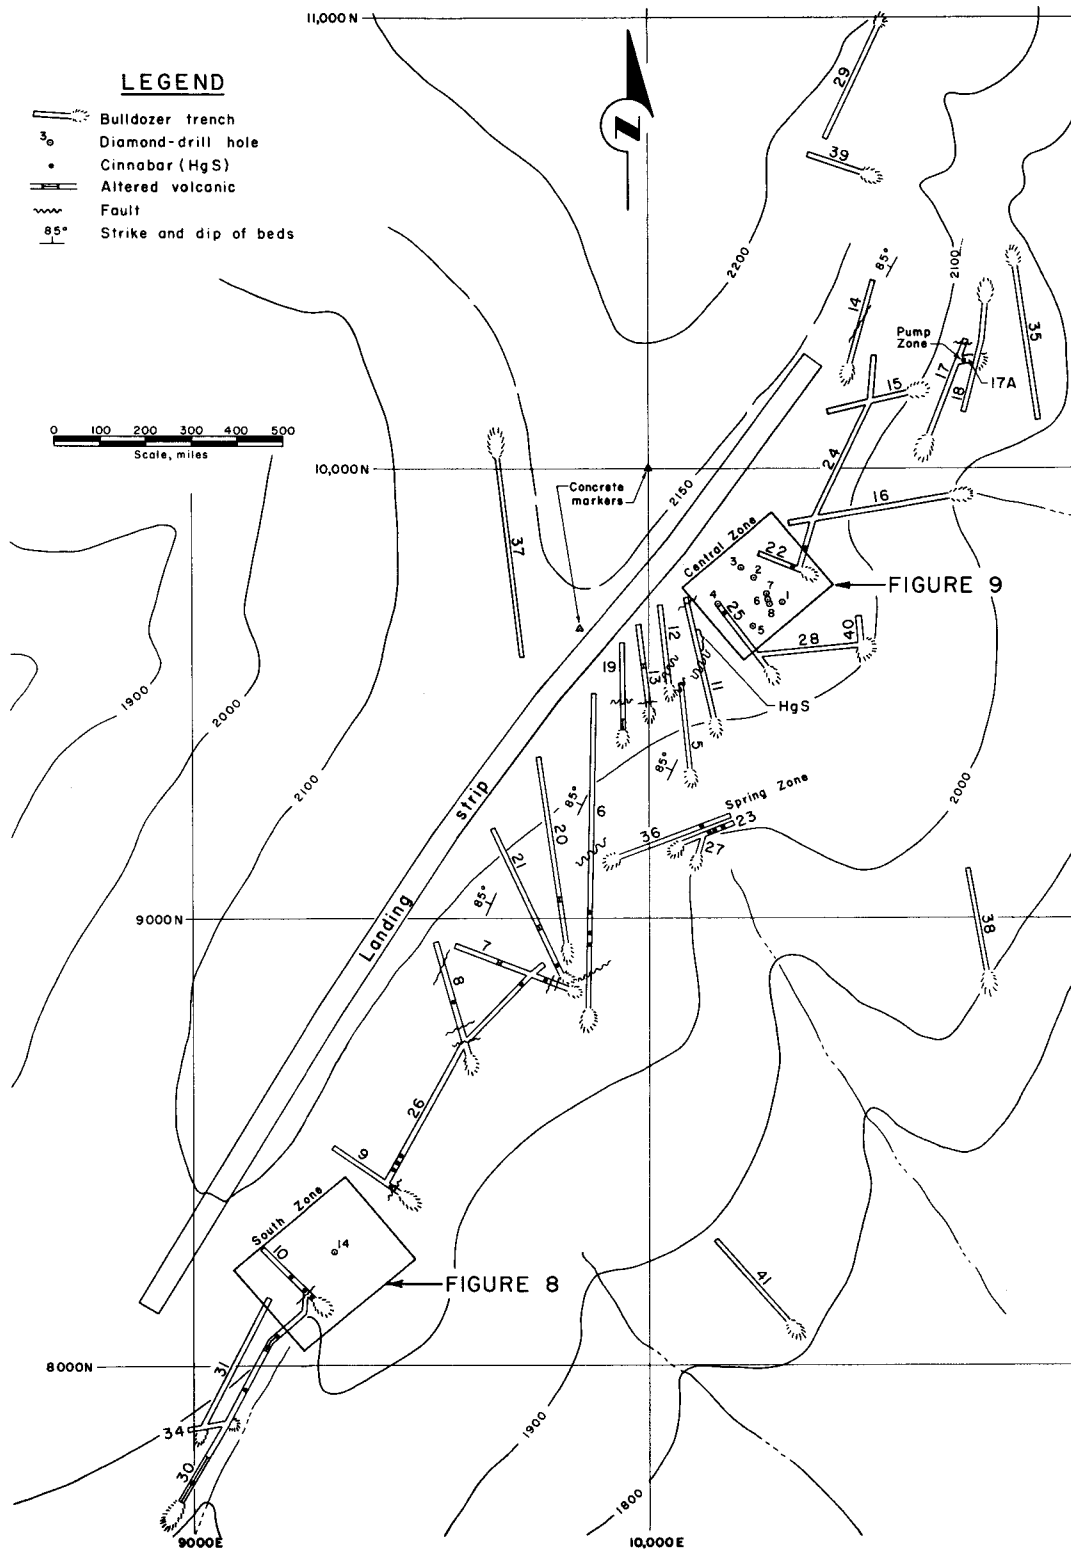 11,000 N
LEGEND
Bulldozer trench
3 Diamond-drill hole
Cinnabar (HgS)
Altered volcanic
Fault
85° Strike and dip of beds
N
29
39
2200
2100
85°
14
35
Pump
Zone
17
18
17A
15
0 100 200 300 400 500
Scale, miles
24
10,000N
Concrete
markers
2150
16
37
Central Zone
22
3
2
7
1
4
6
8
25
5
FIGURE 9
28
40
12
19
13
11
HgS
1900
2000
2100
5
85°
85°
6
Spring Zone
2000
strip
20
36
23
27
21
85°
Landing
9000N
38
7
8
26
9
South Zone
14
10
FIGURE 8
41
8000N
31
34
30
1900
1800
9000E
10,000E